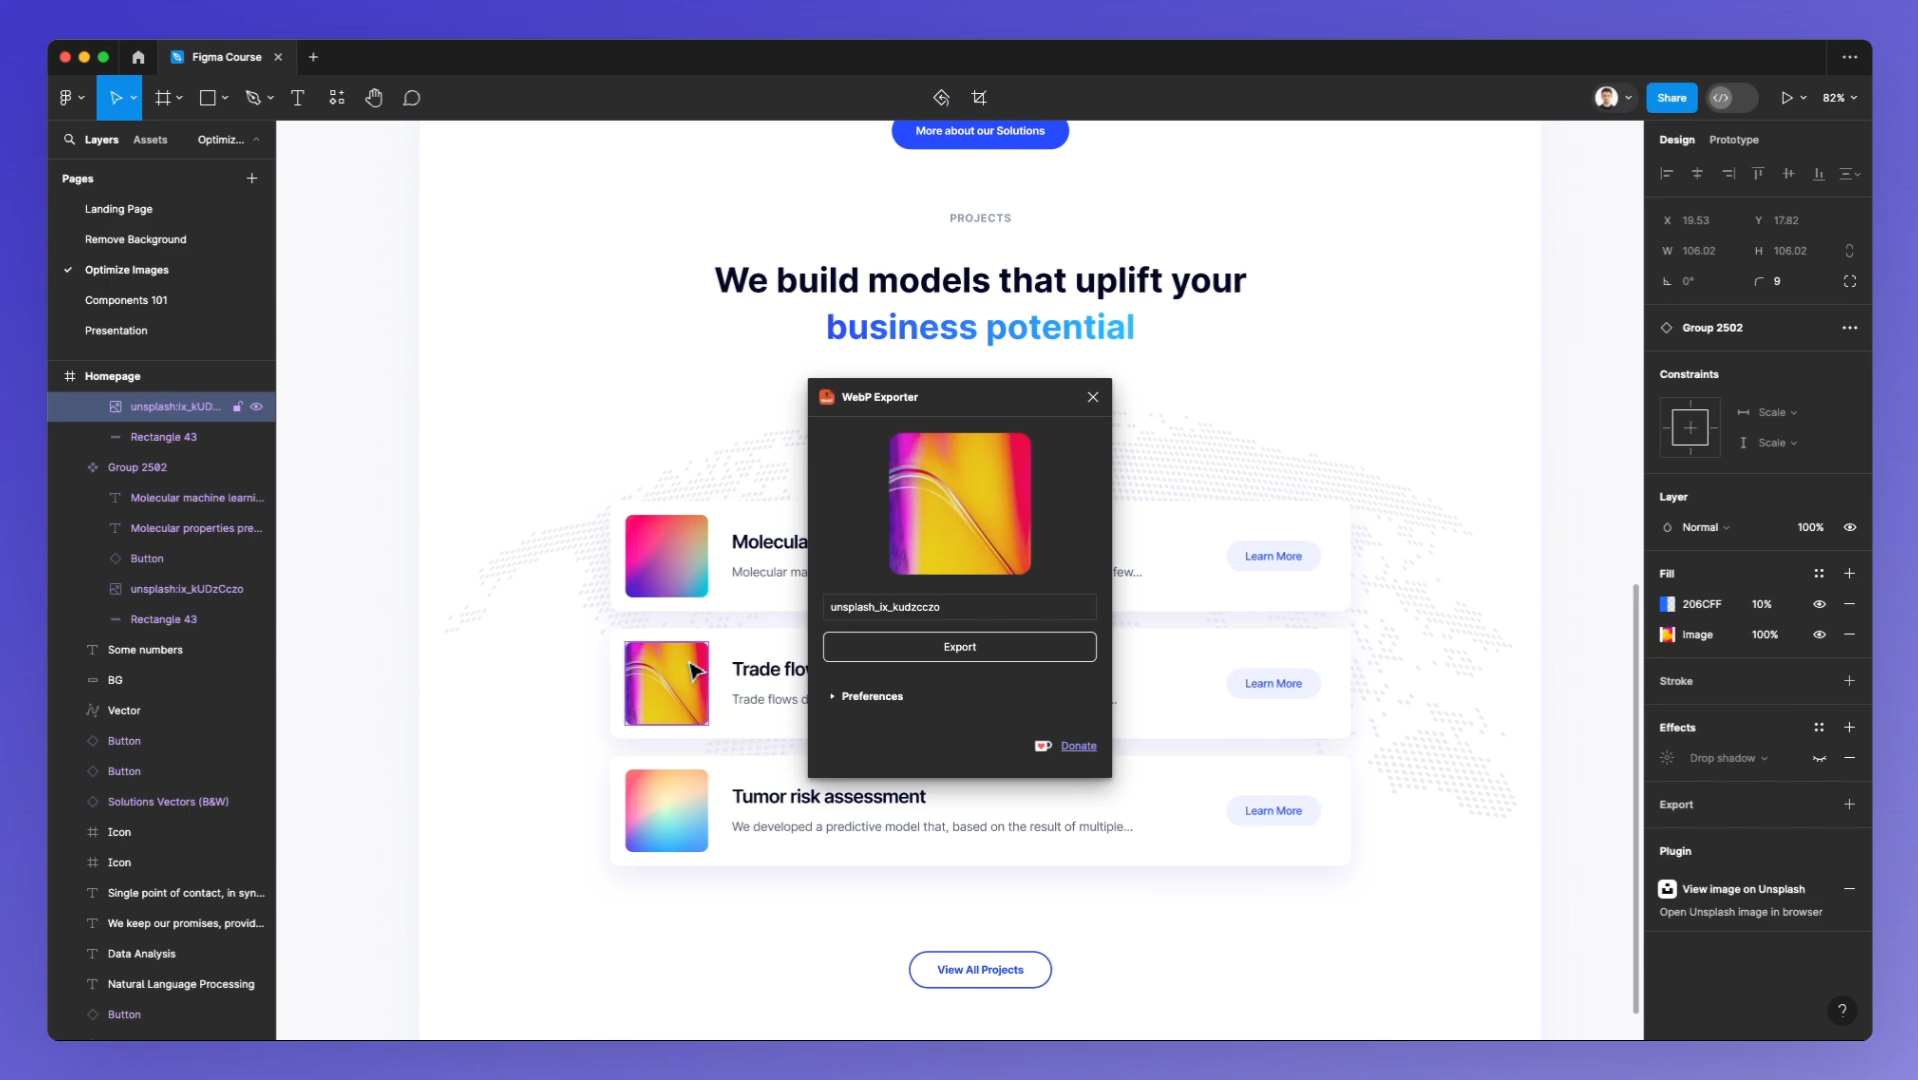 Figma Course
Share
82%
Layers
Assets
Optimiz...
Pages
Landing Page
Remove Background
Optimize Images
Components 101
Presentation
Homepage
unsplash:ix_kUD...
Rectangle 43
Group 2502
Molecular machine learni...
Molecular properties pre...
Button
unsplash:ix_kUDzCczo
Rectangle 43
Some numbers
BG
Vector
Button
Button
Solutions Vectors (B&W)
Icon
Icon
Single point of contact, in syn...
We keep our promises, provid...
Data Analysis
Natural Language Processing
Button
More about our Solutions
PROJECTS
We build models that uplift your
business potential
WebP Exporter
unsplash_ix_kudzcczo
Export
Preferences
Donate
Molecula
Molecular ma
few...
Learn More
Trade flo
Trade flows d
Learn More
Tumor risk assessment
We developed a predictive model that, based on the result of multiple...
Learn More
View All Projects
Design
Prototype
X 19.53 Y 17.82
W 106.02 H 106.02
0° 9
Group 2502
Constraints
Scale
Scale
Layer
Normal 100%
Fill
206CFF 10%
Image 100%
Stroke
Effects
Drop shadow
Export
Plugin
View image on Unsplash
Open Unsplash image in browser
?